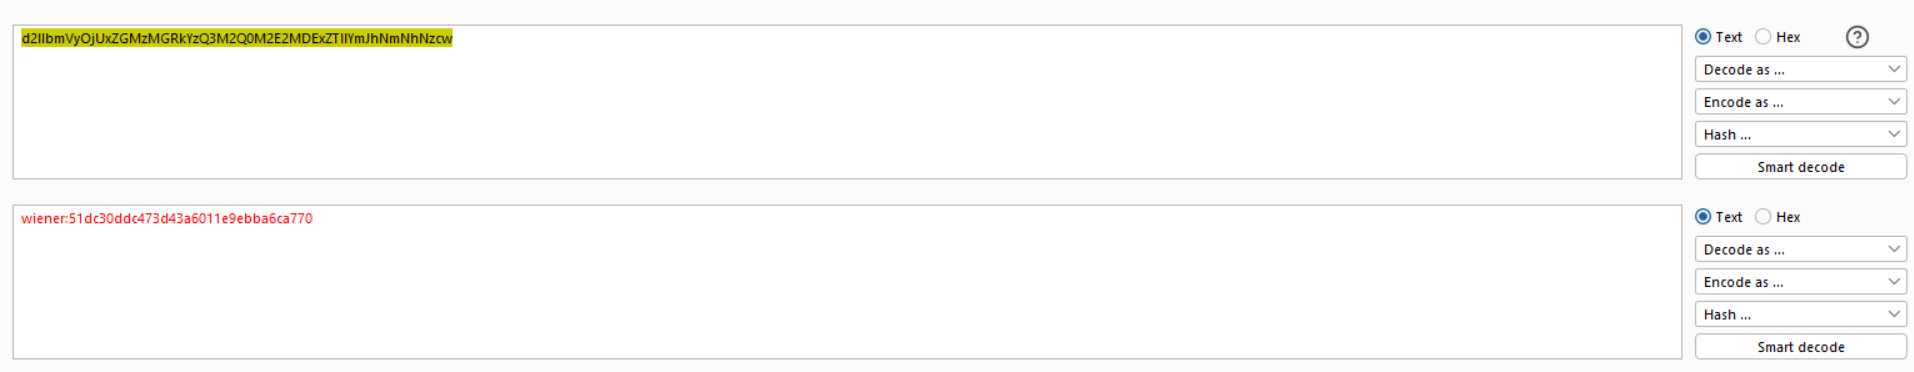 d2llbmVyOjUxZGMzMGRkYzQ3M2Q0M2E2MDExZTllYmJhNmNhNzcw
Text Hex ?
Decode as ...
Encode as ...
Hash ...
Smart decode
wiener:51dc30ddc473d43a6011e9ebba6ca770
Text Hex
Decode as ...
Encode as ...
Hash ...
Smart decode